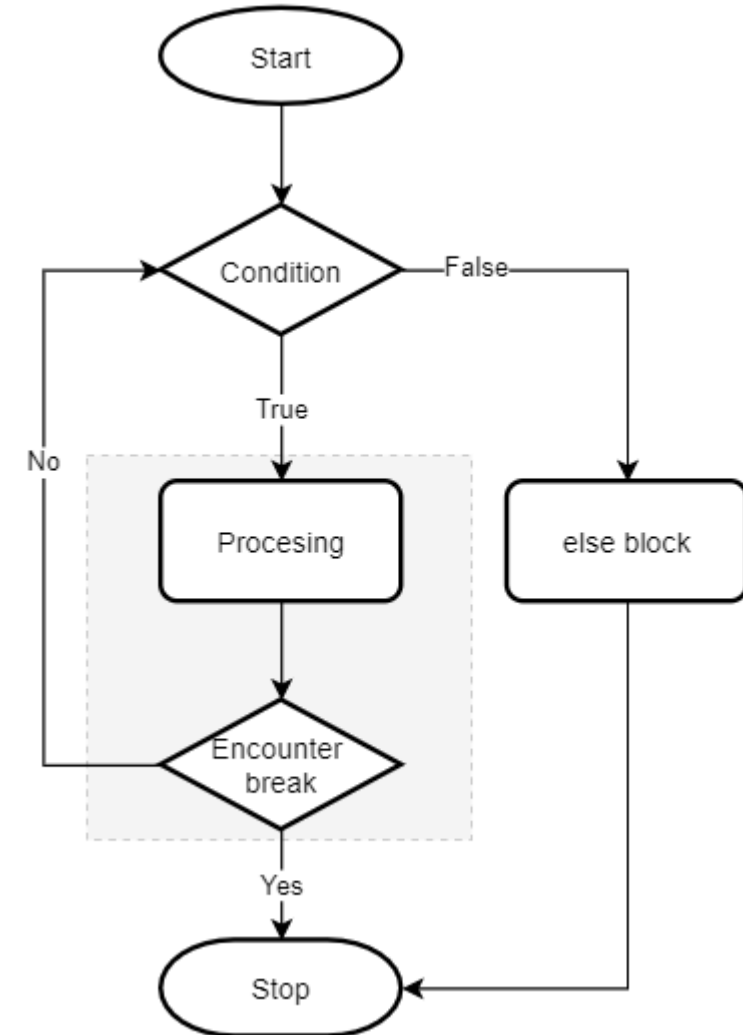 Start
Condition
False
True
No
Procesing
else block
Encounter
break
Yes
Stop